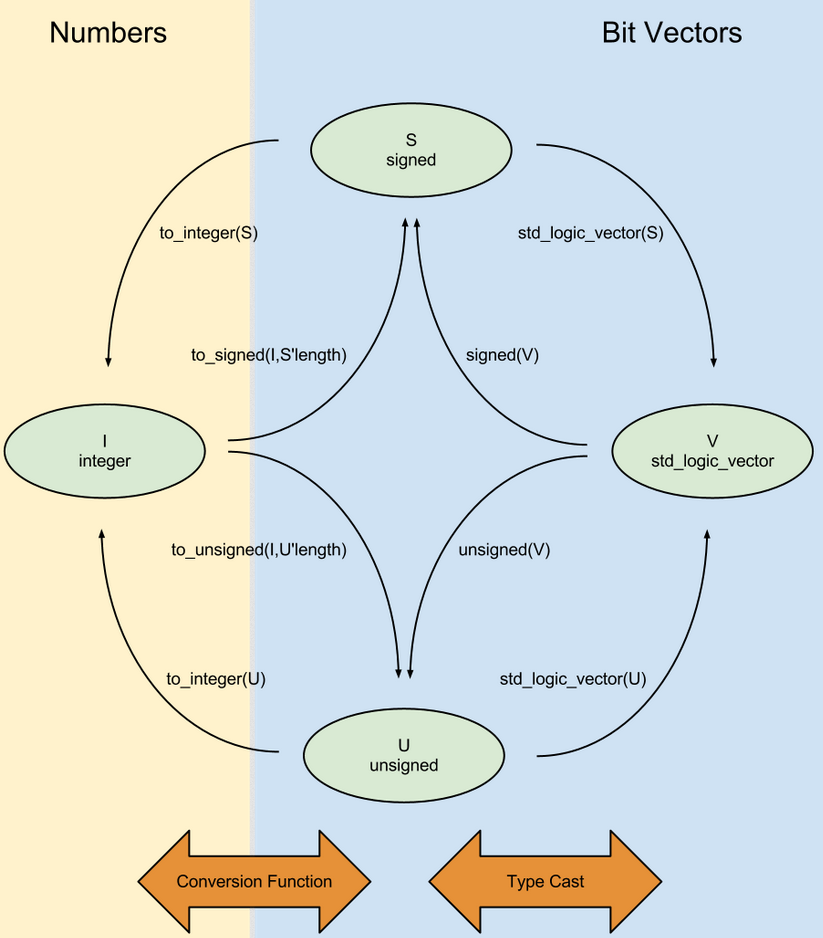 Numbers
Bit Vectors
S
signed
to_integer(S)
std_logic_vector(S)
to_signed(I,S'length)
signed(V)
I
integer
V
std_logic_vector
to_unsigned(I,U'length)
unsigned(V)
to_integer(U)
std_logic_vector(U)
U
unsigned
Conversion Function
Type Cast